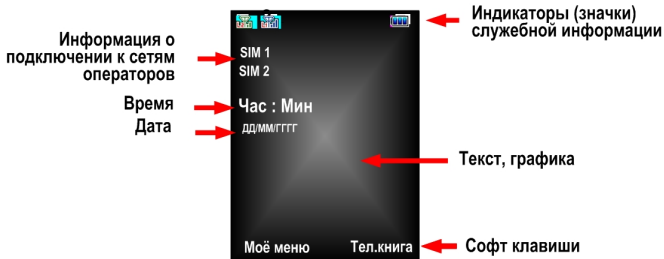 Индикаторы (значки)
служебной информации
Информация о
подключении к сетям
операторов
SIM 1
SIM 2
Время
Час : Мин
Дата
ДД/ММ/ГГГГ
Текст, графика
Моё меню
Тел.книга
Софт клавиши